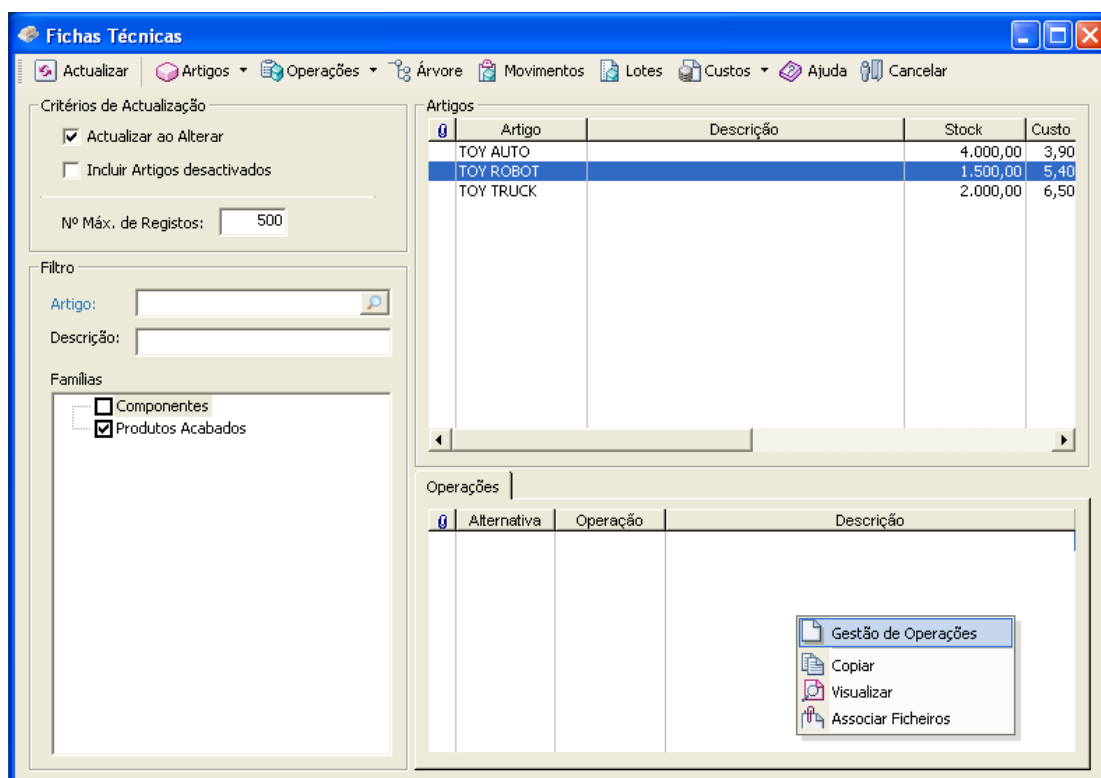 Fichas Técnicas
Actualizar Artigos Operações Árvore Movimentos Lotes Custos Ajuda Cancelar
Critérios de Actualização
Actualizar ao Alterar
Incluir Artigos desactivados
Nº Máx. de Registos: 500
Filtro
Artigo:
Descrição:
Famílias
Componentes
Produtos Acabados
Artigos
Artigo Descrição Stock Custo
TOY AUTO 4.000,00 3,90
TOY ROBOT 1.500,00 5,40
TOY TRUCK 2.000,00 6,50
Operações
Alternativa Operação Descrição
Gestão de Operações
Copiar
Visualizar
Associar Ficheiros